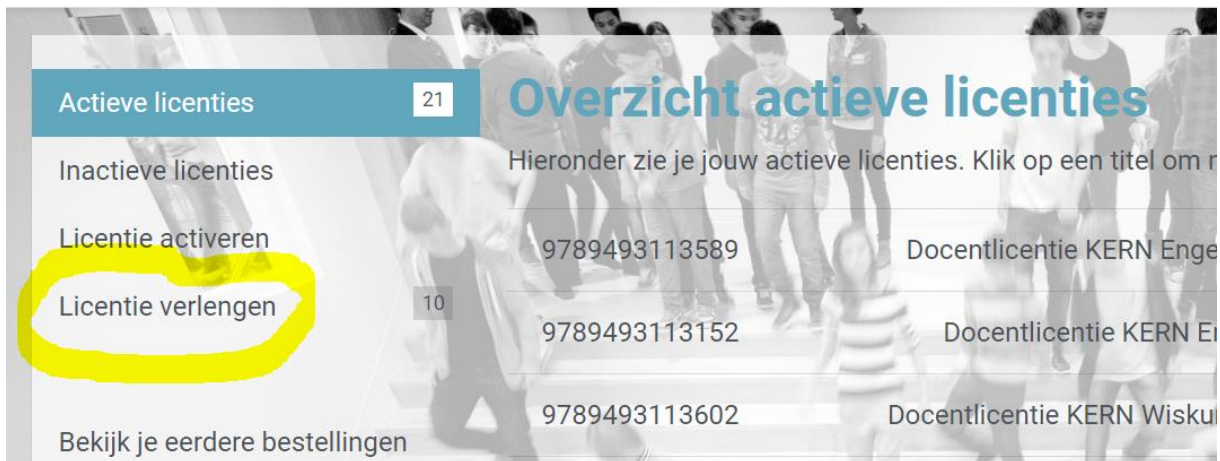 Actieve licenties 21
Inactieve licenties
Licentie activeren
Licentie verlengen 10
Bekijk je eerdere bestellingen
Overzicht actieve licenties
Hieronder zie je jouw actieve licenties. Klik op een titel om
9789493113589 Docentlicentie KERN
9789493113152 Docentlicentie KERN
9789493113602 Docentlicentie KERN